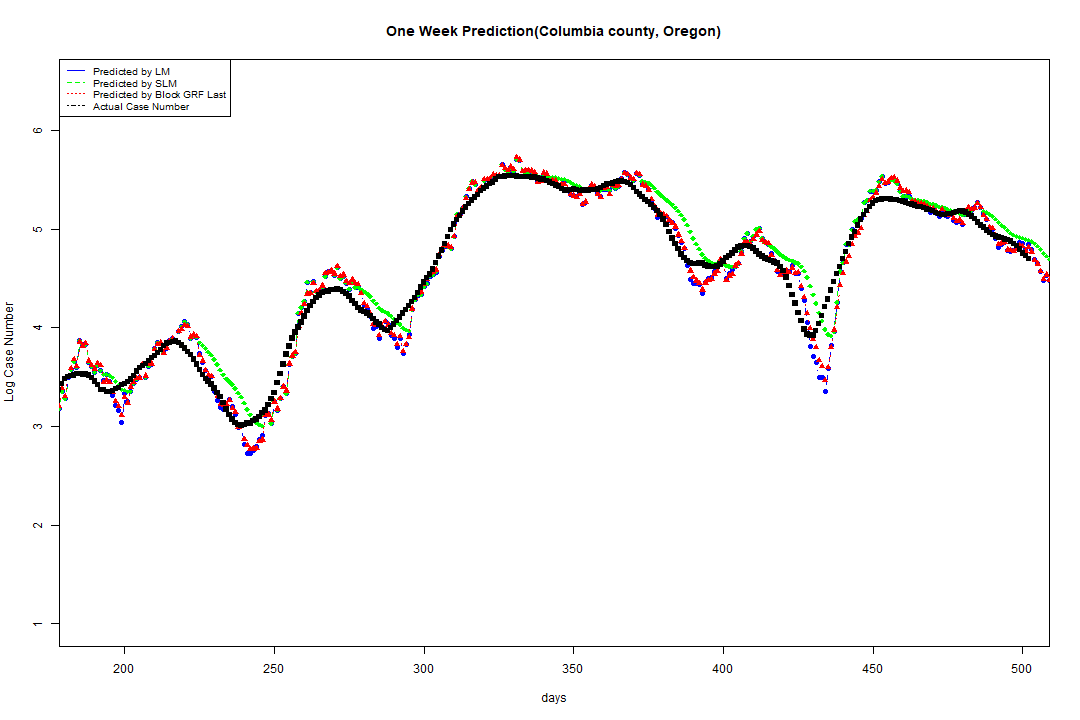 One Week Prediction(Columbia county, Oregon)
Predicted by LM
Predicted by SLM
Predicted by Block GRF Last
Actual Case Number
6
5
4
3
2
1
Log Case Number
200 250 300 350 400 450 500
days